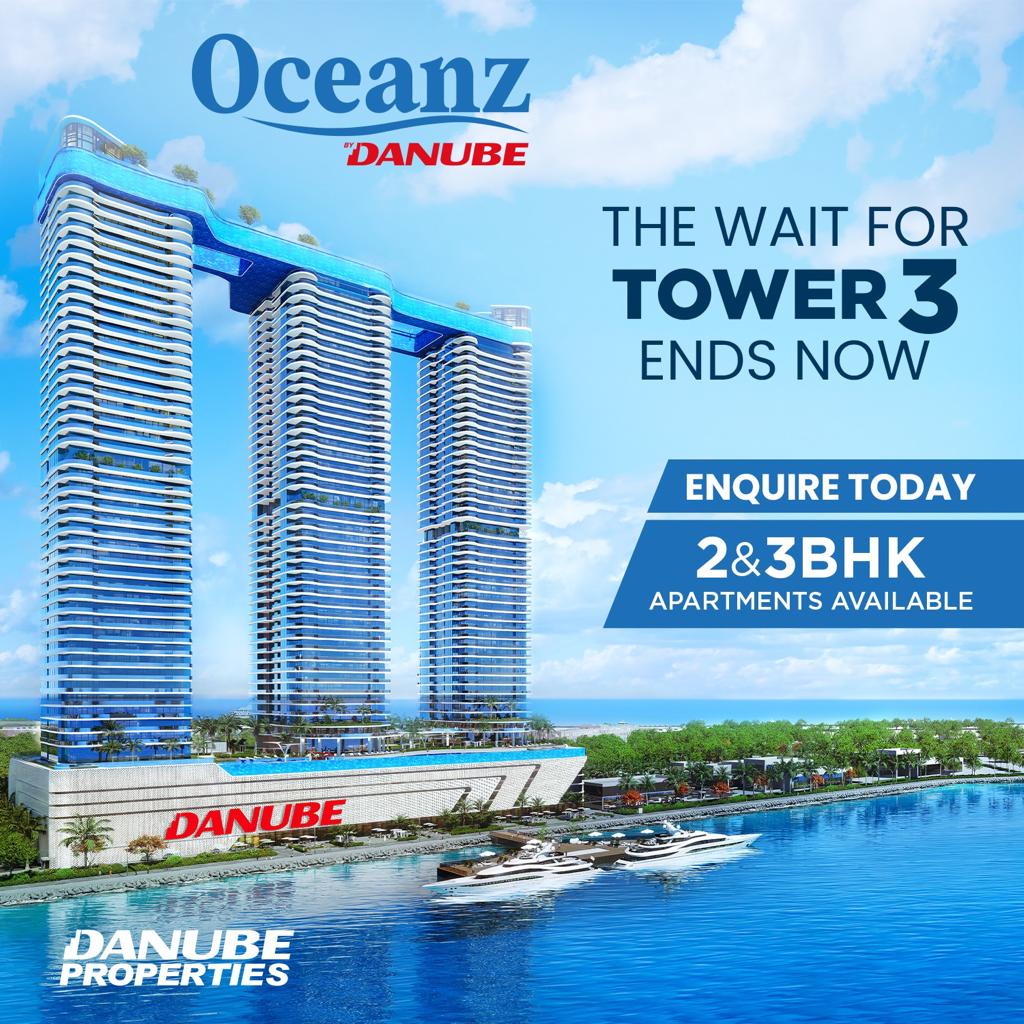 Oceanz
BY DANUBE
THE WAIT FOR
TOWER 3
ENDS NOW
ENQUIRE TODAY
2&3BHK
APARTMENTS AVAILABLE
DANUBE
DANUBE
PROPERTIES